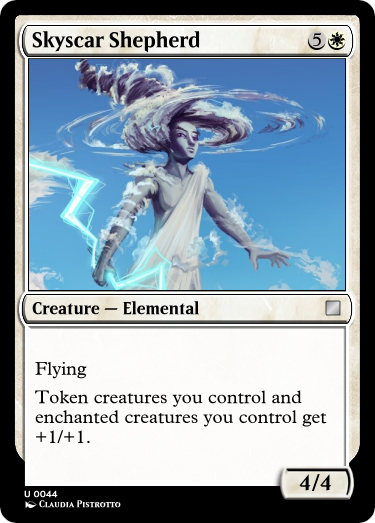 Skyscar Shepherd 5
Creature — Elemental
Flying
Token creatures you control and
enchanted creatures you control get
+1/+1.
4/4
U 0044
Claudia Pistrotto